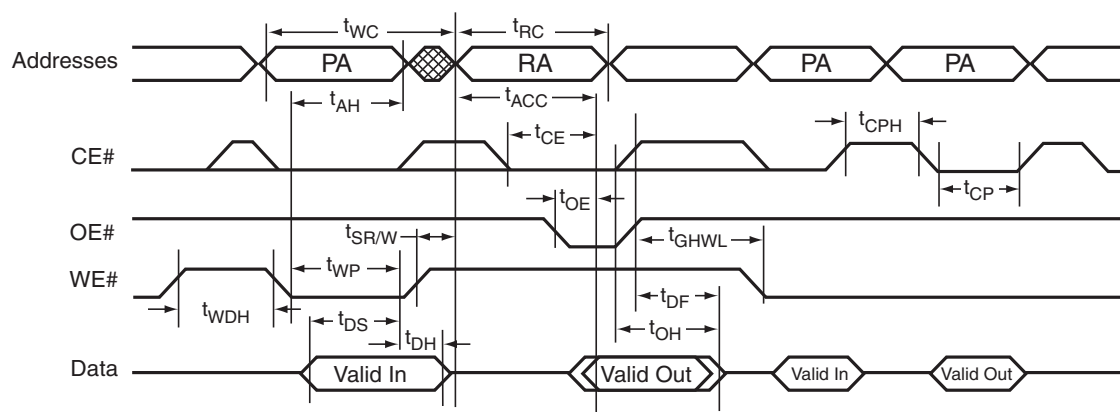 tWC
tRC
Addresses
PA
RA
PA
PA
tAH
tACC
tCPH
tCE
CE#
tCP
tOE
OE#
tSR/W
tGHWL
WE#
tWP
tWDH
tDS
tDF
tDH
tOH
Data
Valid In
Valid Out
Valid In
Valid Out